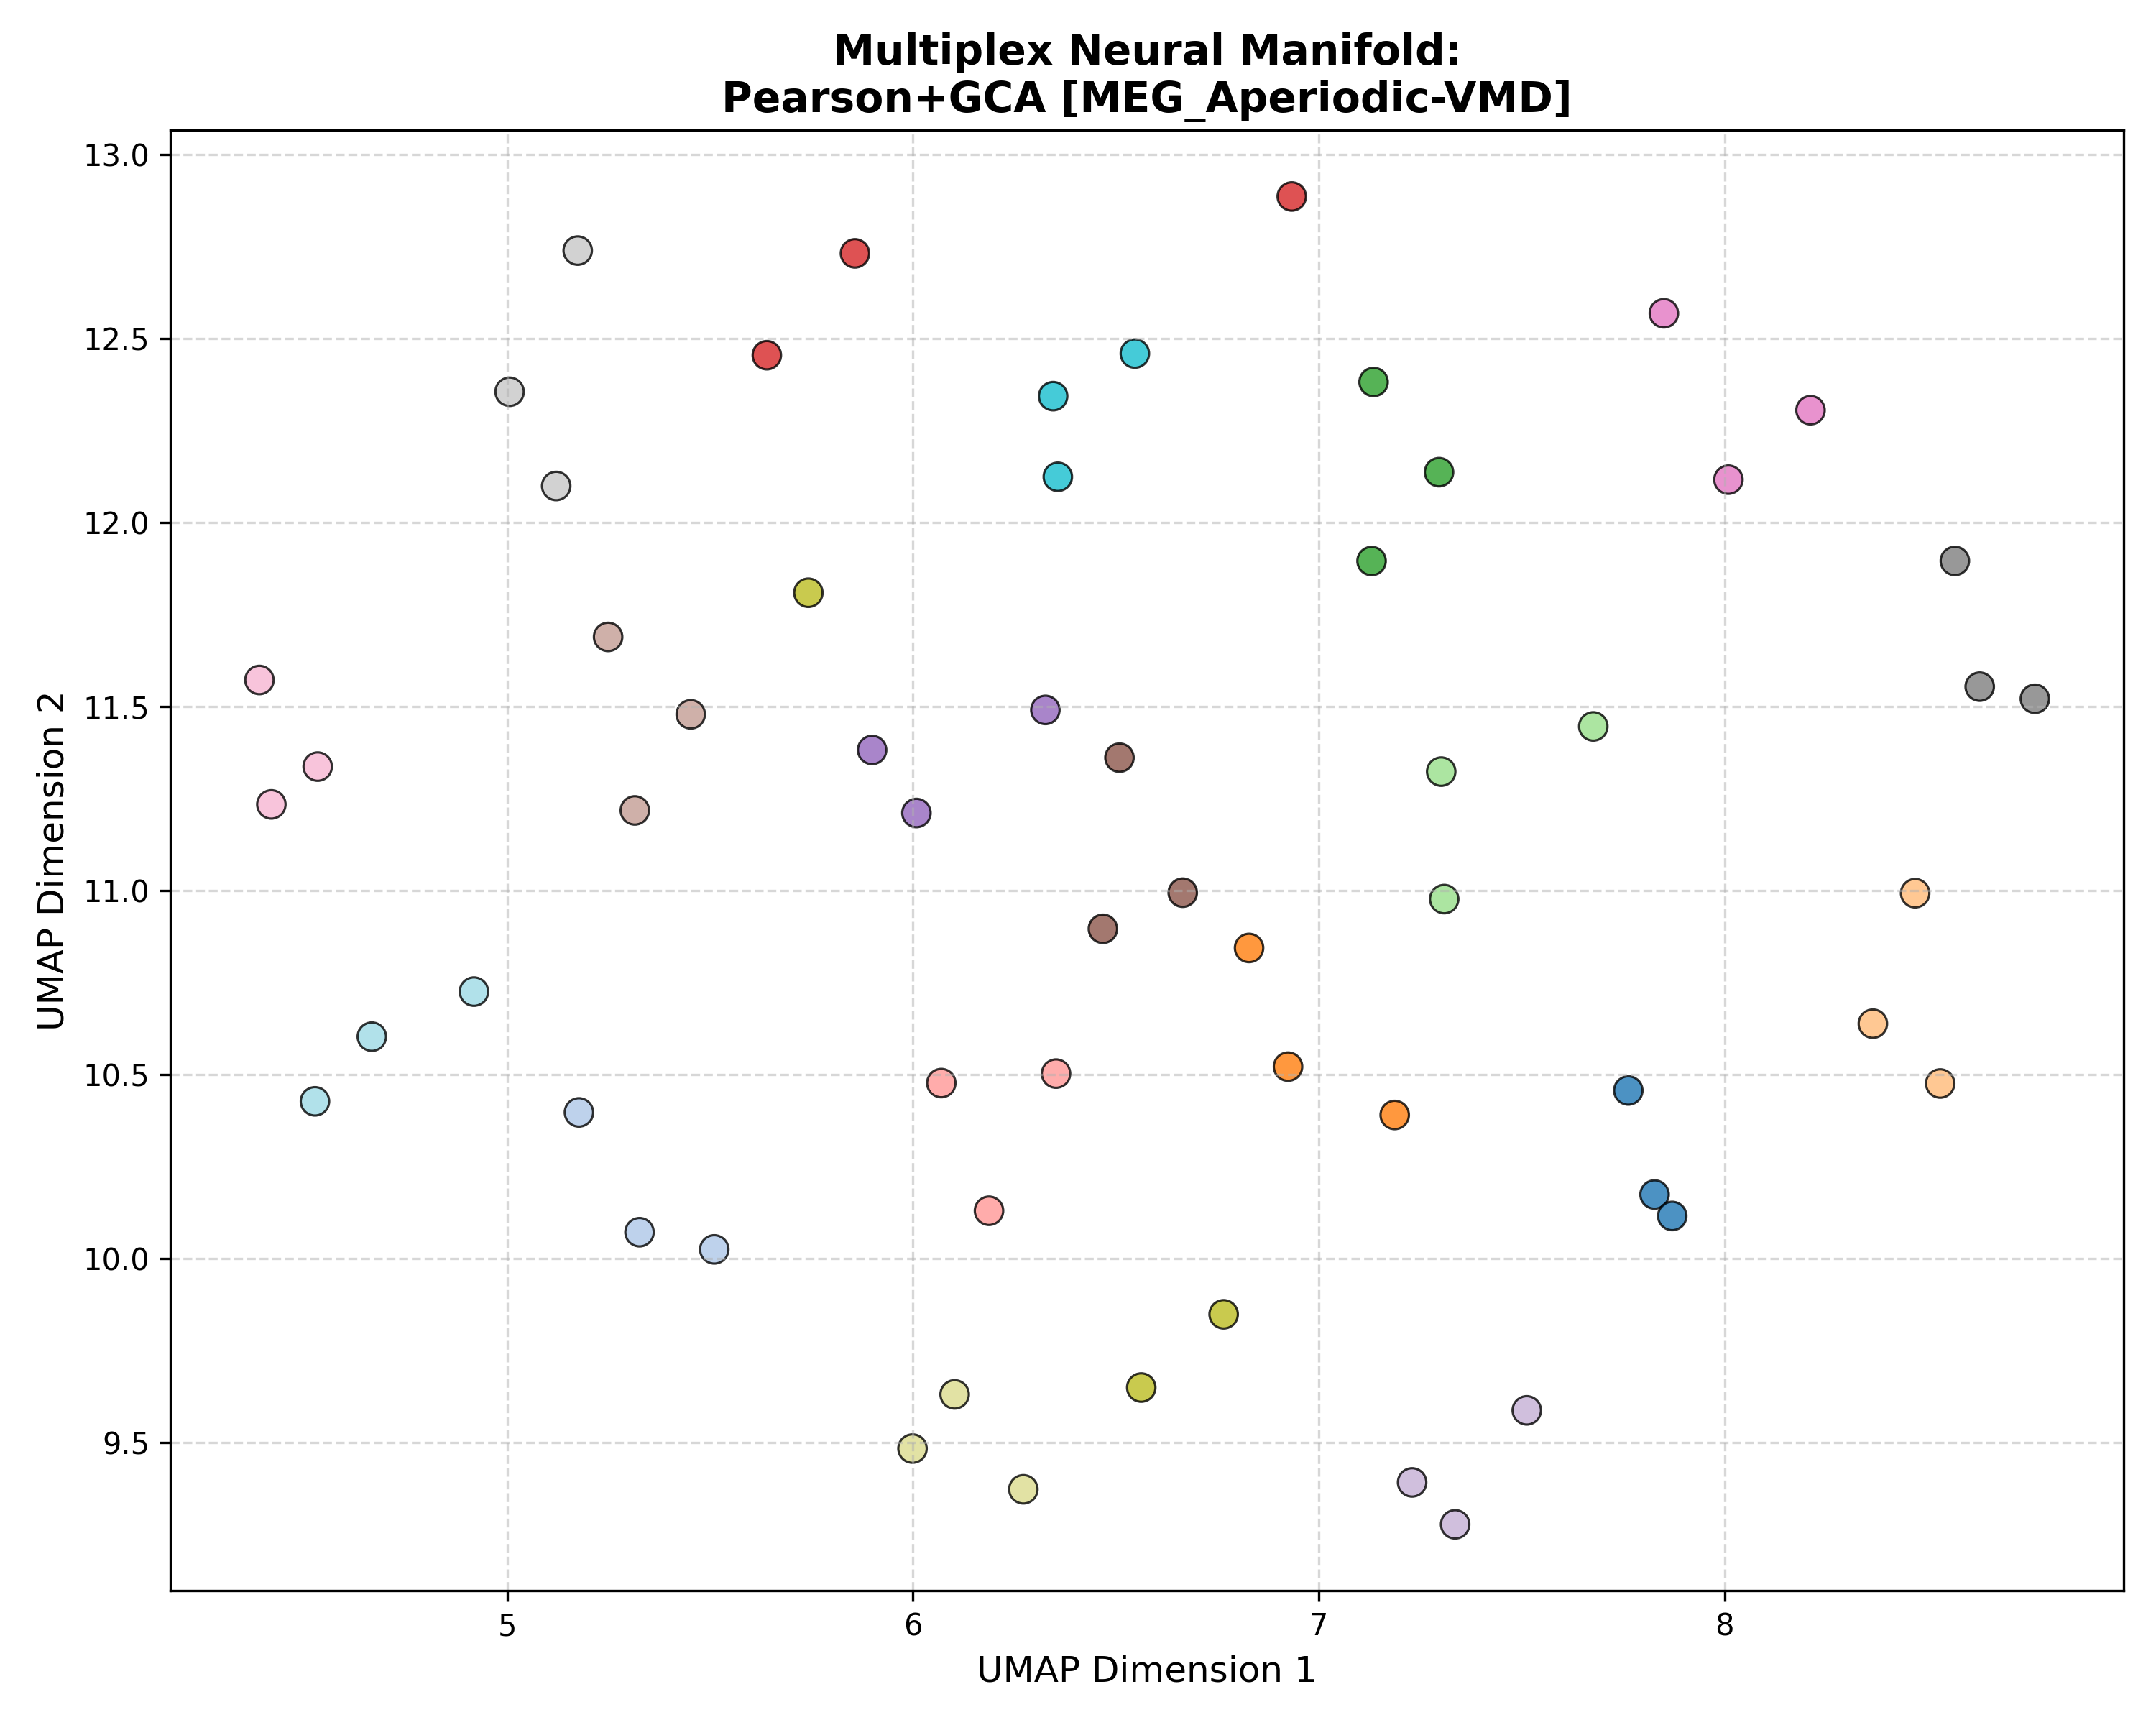 Multiplex Neural Manifold:
Pearson+GCA [MEG_Aperiodic-VMD]
13.0
12.5
12.0
11.5
11.0
10.5
10.0
9.5
UMAP Dimension 2
5 6 7 8
UMAP Dimension 1